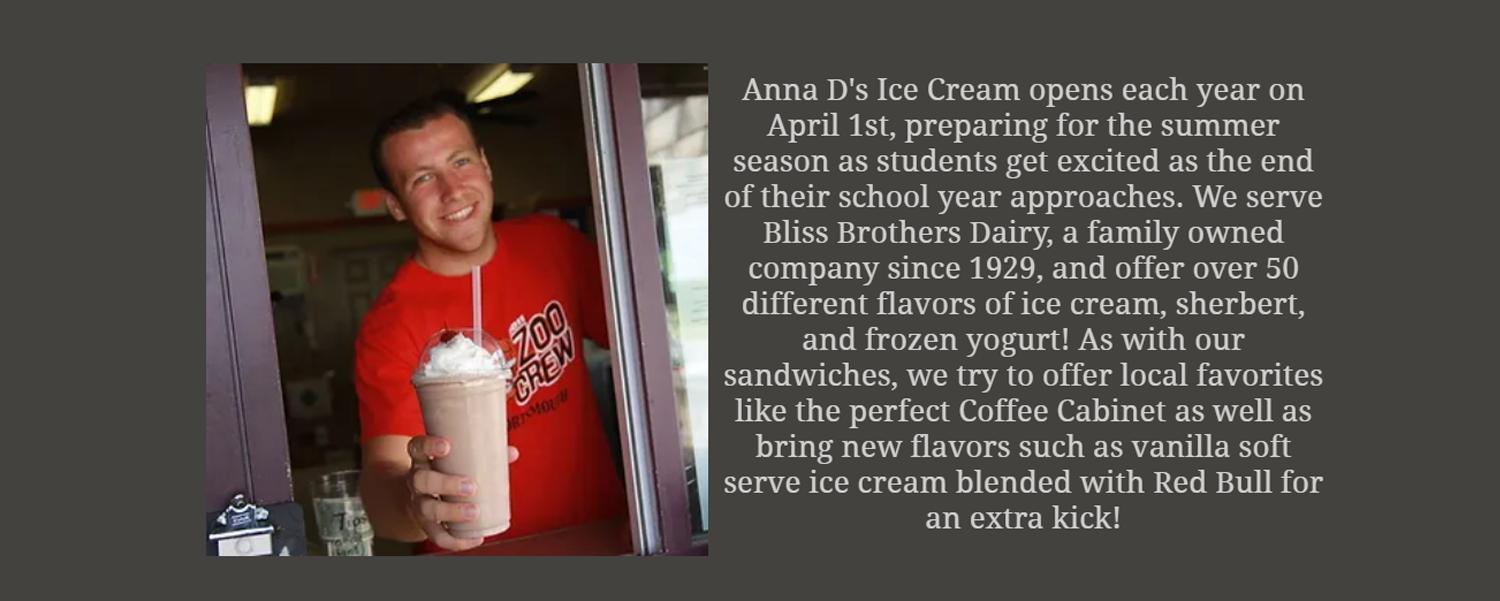 Anna D's Ice Cream opens each year on
April 1st, preparing for the summer
season as students get excited as the end
of their school year approaches. We serve
Bliss Brothers Dairy, a family owned
company since 1929, and offer over 50
different flavors of ice cream, sherbert,
and frozen yogurt! As with our
sandwiches, we try to offer local favorites
like the perfect Coffee Cabinet as well as
bring new flavors such as vanilla soft
serve ice cream blended with Red Bull for
an extra kick!
ZOO
CREW
Tips